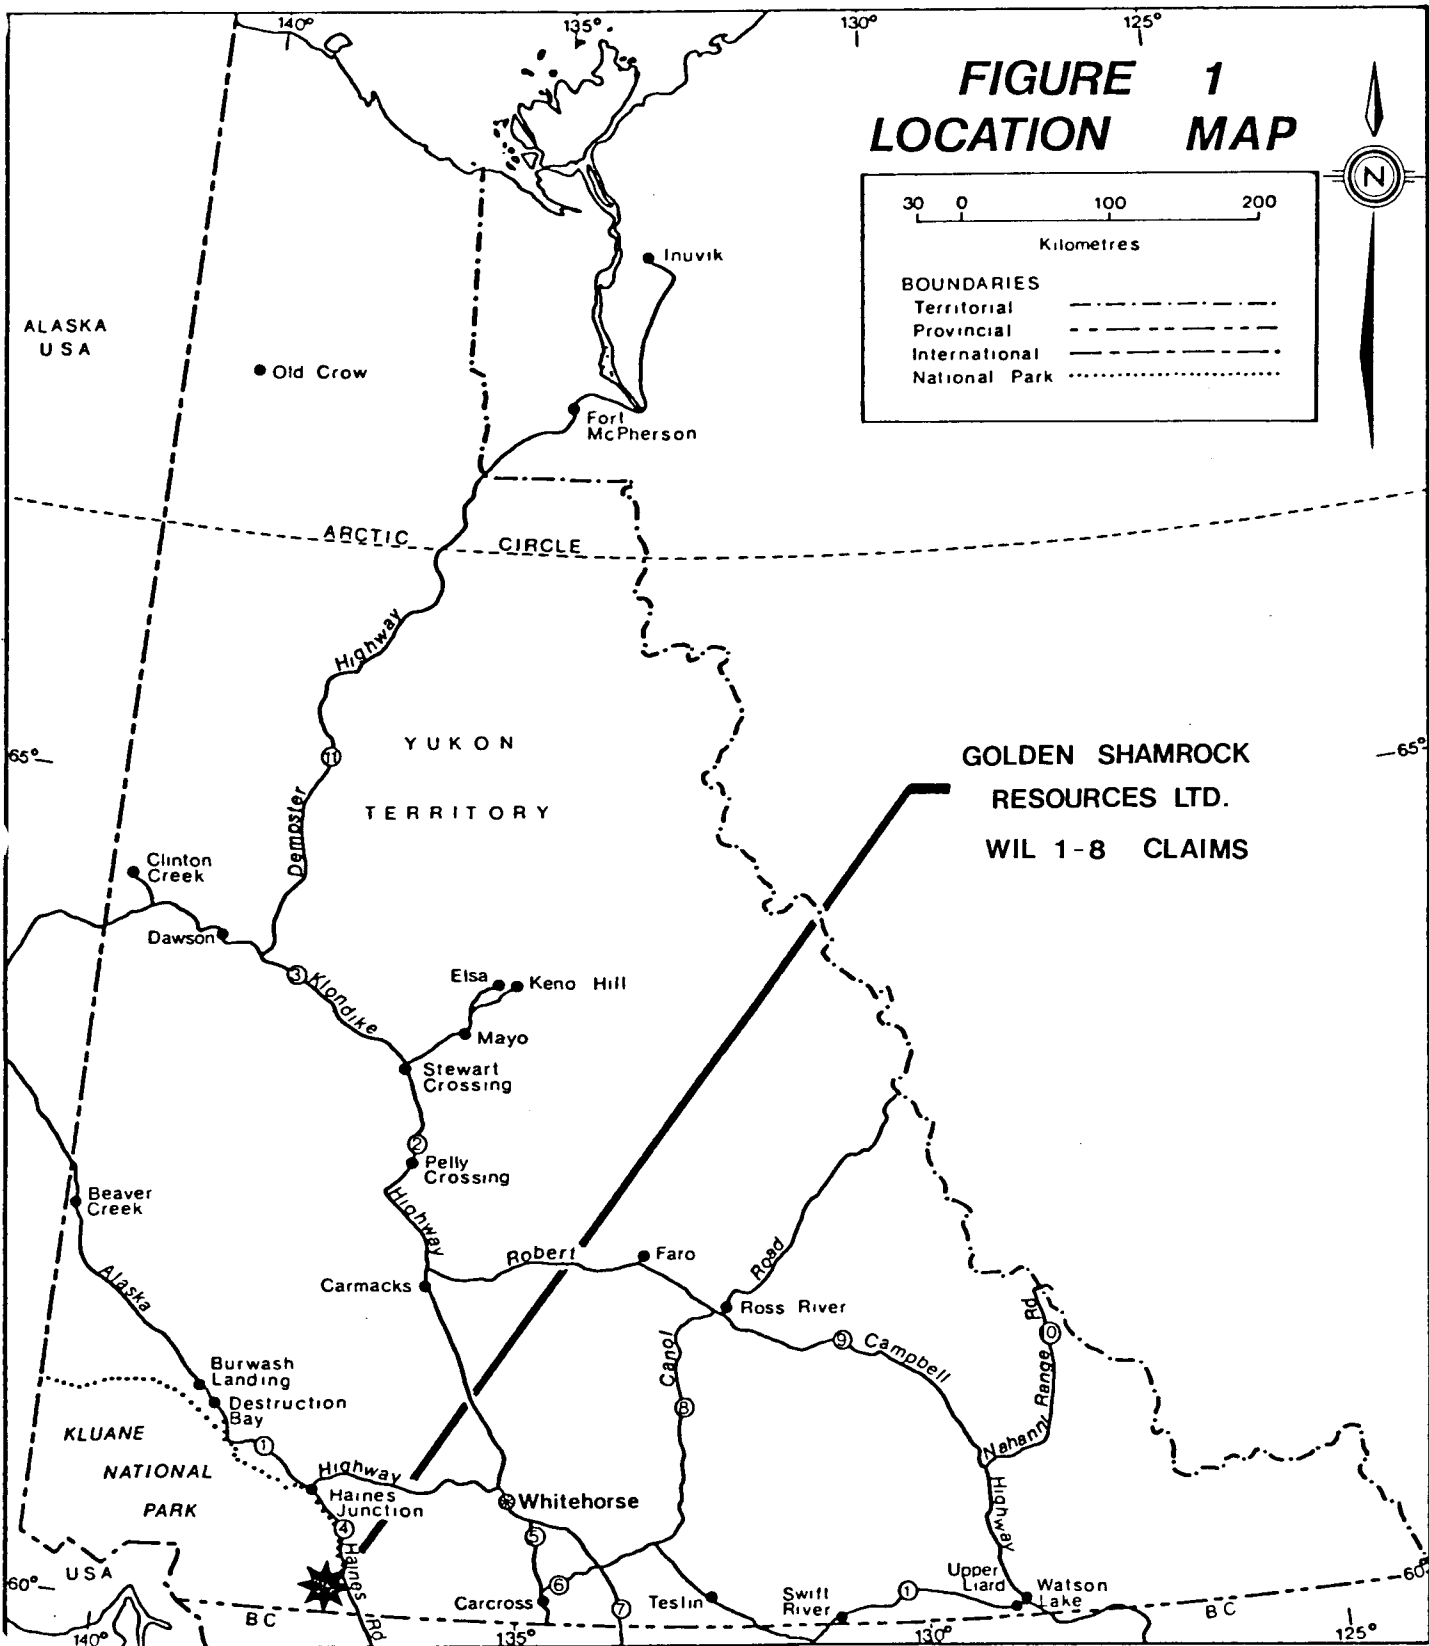 140°
135°
130°
125°
FIGURE 1
LOCATION MAP
N
30 0 100 200
Kilometres
BOUNDARIES
Territorial
Provincial
International
National Park
Inuvik
ALASKA
USA
Old Crow
Fort
McPherson
ARCTIC CIRCLE
Highway
YUKON
TERRITORY
65°
65°
11
Dempster
GOLDEN SHAMROCK
RESOURCES LTD.
WIL 1-8 CLAIMS
Clinton
Creek
Dawson
3
Klondike
Elsa
Keno Hill
Mayo
Stewart
Crossing
2
Pelly
Crossing
Highway
Beaver
Creek
Alaska
Robert
Faro
Carmacks
Road
Ross River
Canol
9
Campbell
Rd
10
Nahanni Range
8
Burwash
Landing
Destruction
Bay
KLUANE
NATIONAL
PARK
1
Highway
Haines
Junction
Whitehorse
4
Haines
Rd
5
6
7
Highway
USA
60°
60°
BC
Carcross
Teslin
Swift
River
1
Upper
Liard
Watson
Lake
BC
140°
135°
130°
125°